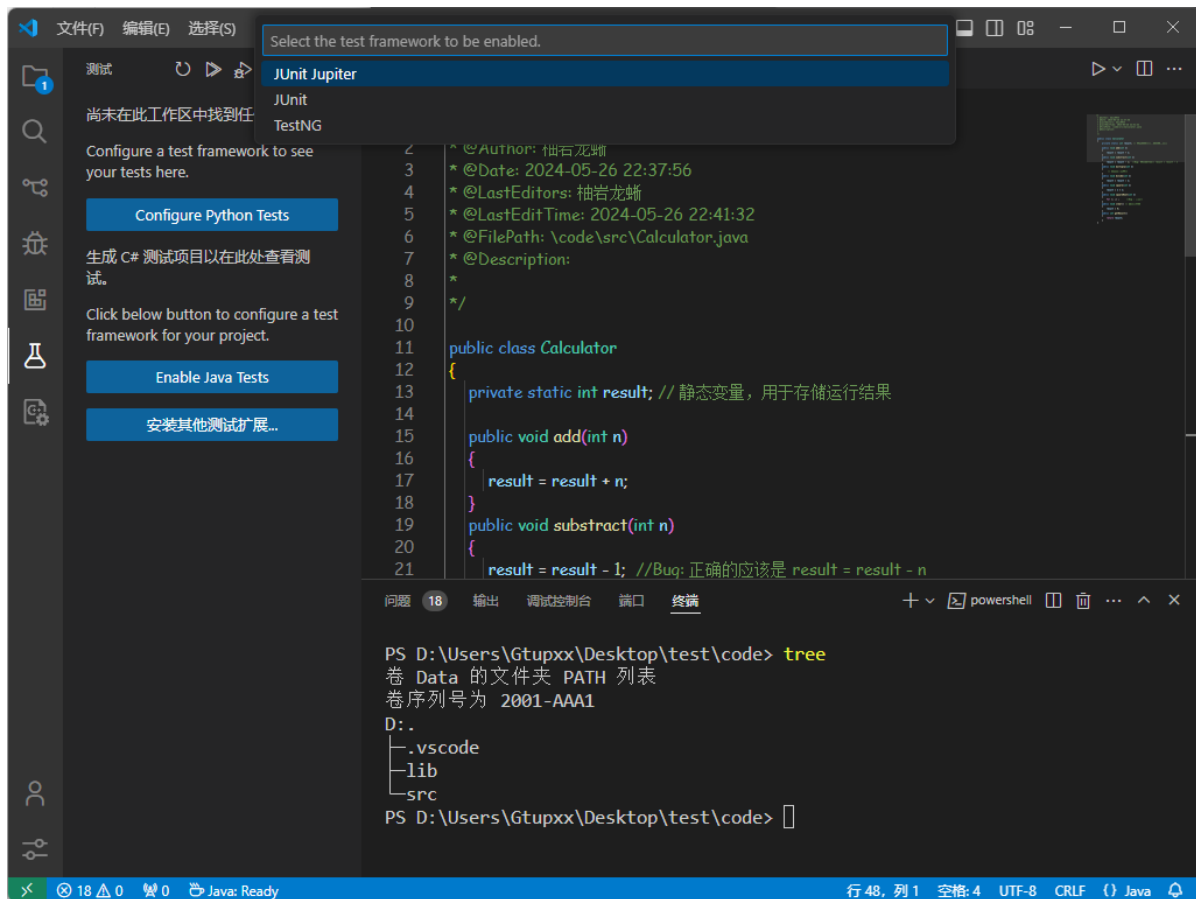 文件(F) 编辑(E) 选择(S)
Select the test framework to be enabled.
JUnit Jupiter
JUnit
TestNG
1
测试
尚未在此工作区中找到任
Configure a test framework to see
your tests here.
Configure Python Tests
生成 C# 测试项目以在此处查看测
试。
Click below button to configure a test
framework for your project.
Enable Java Tests
安装其他测试扩展...
2 * @Author: 柚岩龙蜥
3 * @Date: 2024-05-26 22:37:56
4 * @LastEditors: 柚岩龙蜥
5 * @LastEditTime: 2024-05-26 22:41:32
6 * @FilePath: \code\src\Calculator.java
7 * @Description:
8 *
9 */
10
11 public class Calculator
12 {
13 private static int result; // 静态变量，用于存储运行结果
14
15 public void add(int n)
16 {
17 result = result + n;
18 }
19 public void substract(int n)
20 {
21 result = result - 1; //Bug: 正确的应该是 result = result - n
问题 18 输出 调试控制台 端口 终端 powershell
PS D:\Users\Gtupxx\Desktop\test\code> tree
卷 Data 的文件夹 PATH 列表
卷序列号为 2001-AAA1
D:.
├─.vscode
├─lib
└─src
PS D:\Users\Gtupxx\Desktop\test\code>
18 0 0 Java: Ready 行 48，列 1 空格: 4 UTF-8 CRLF {} Java